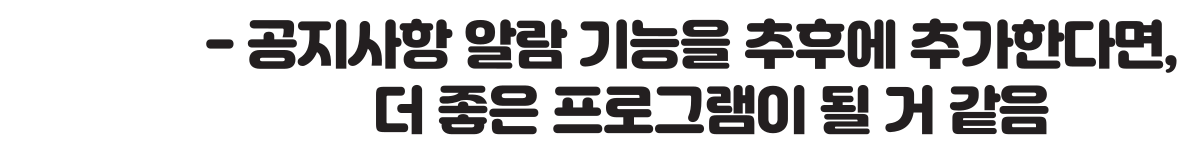 - 공지사항 알람 기능을 추후에 추가한다면,
더 좋은 프로그램이 될 거 같음